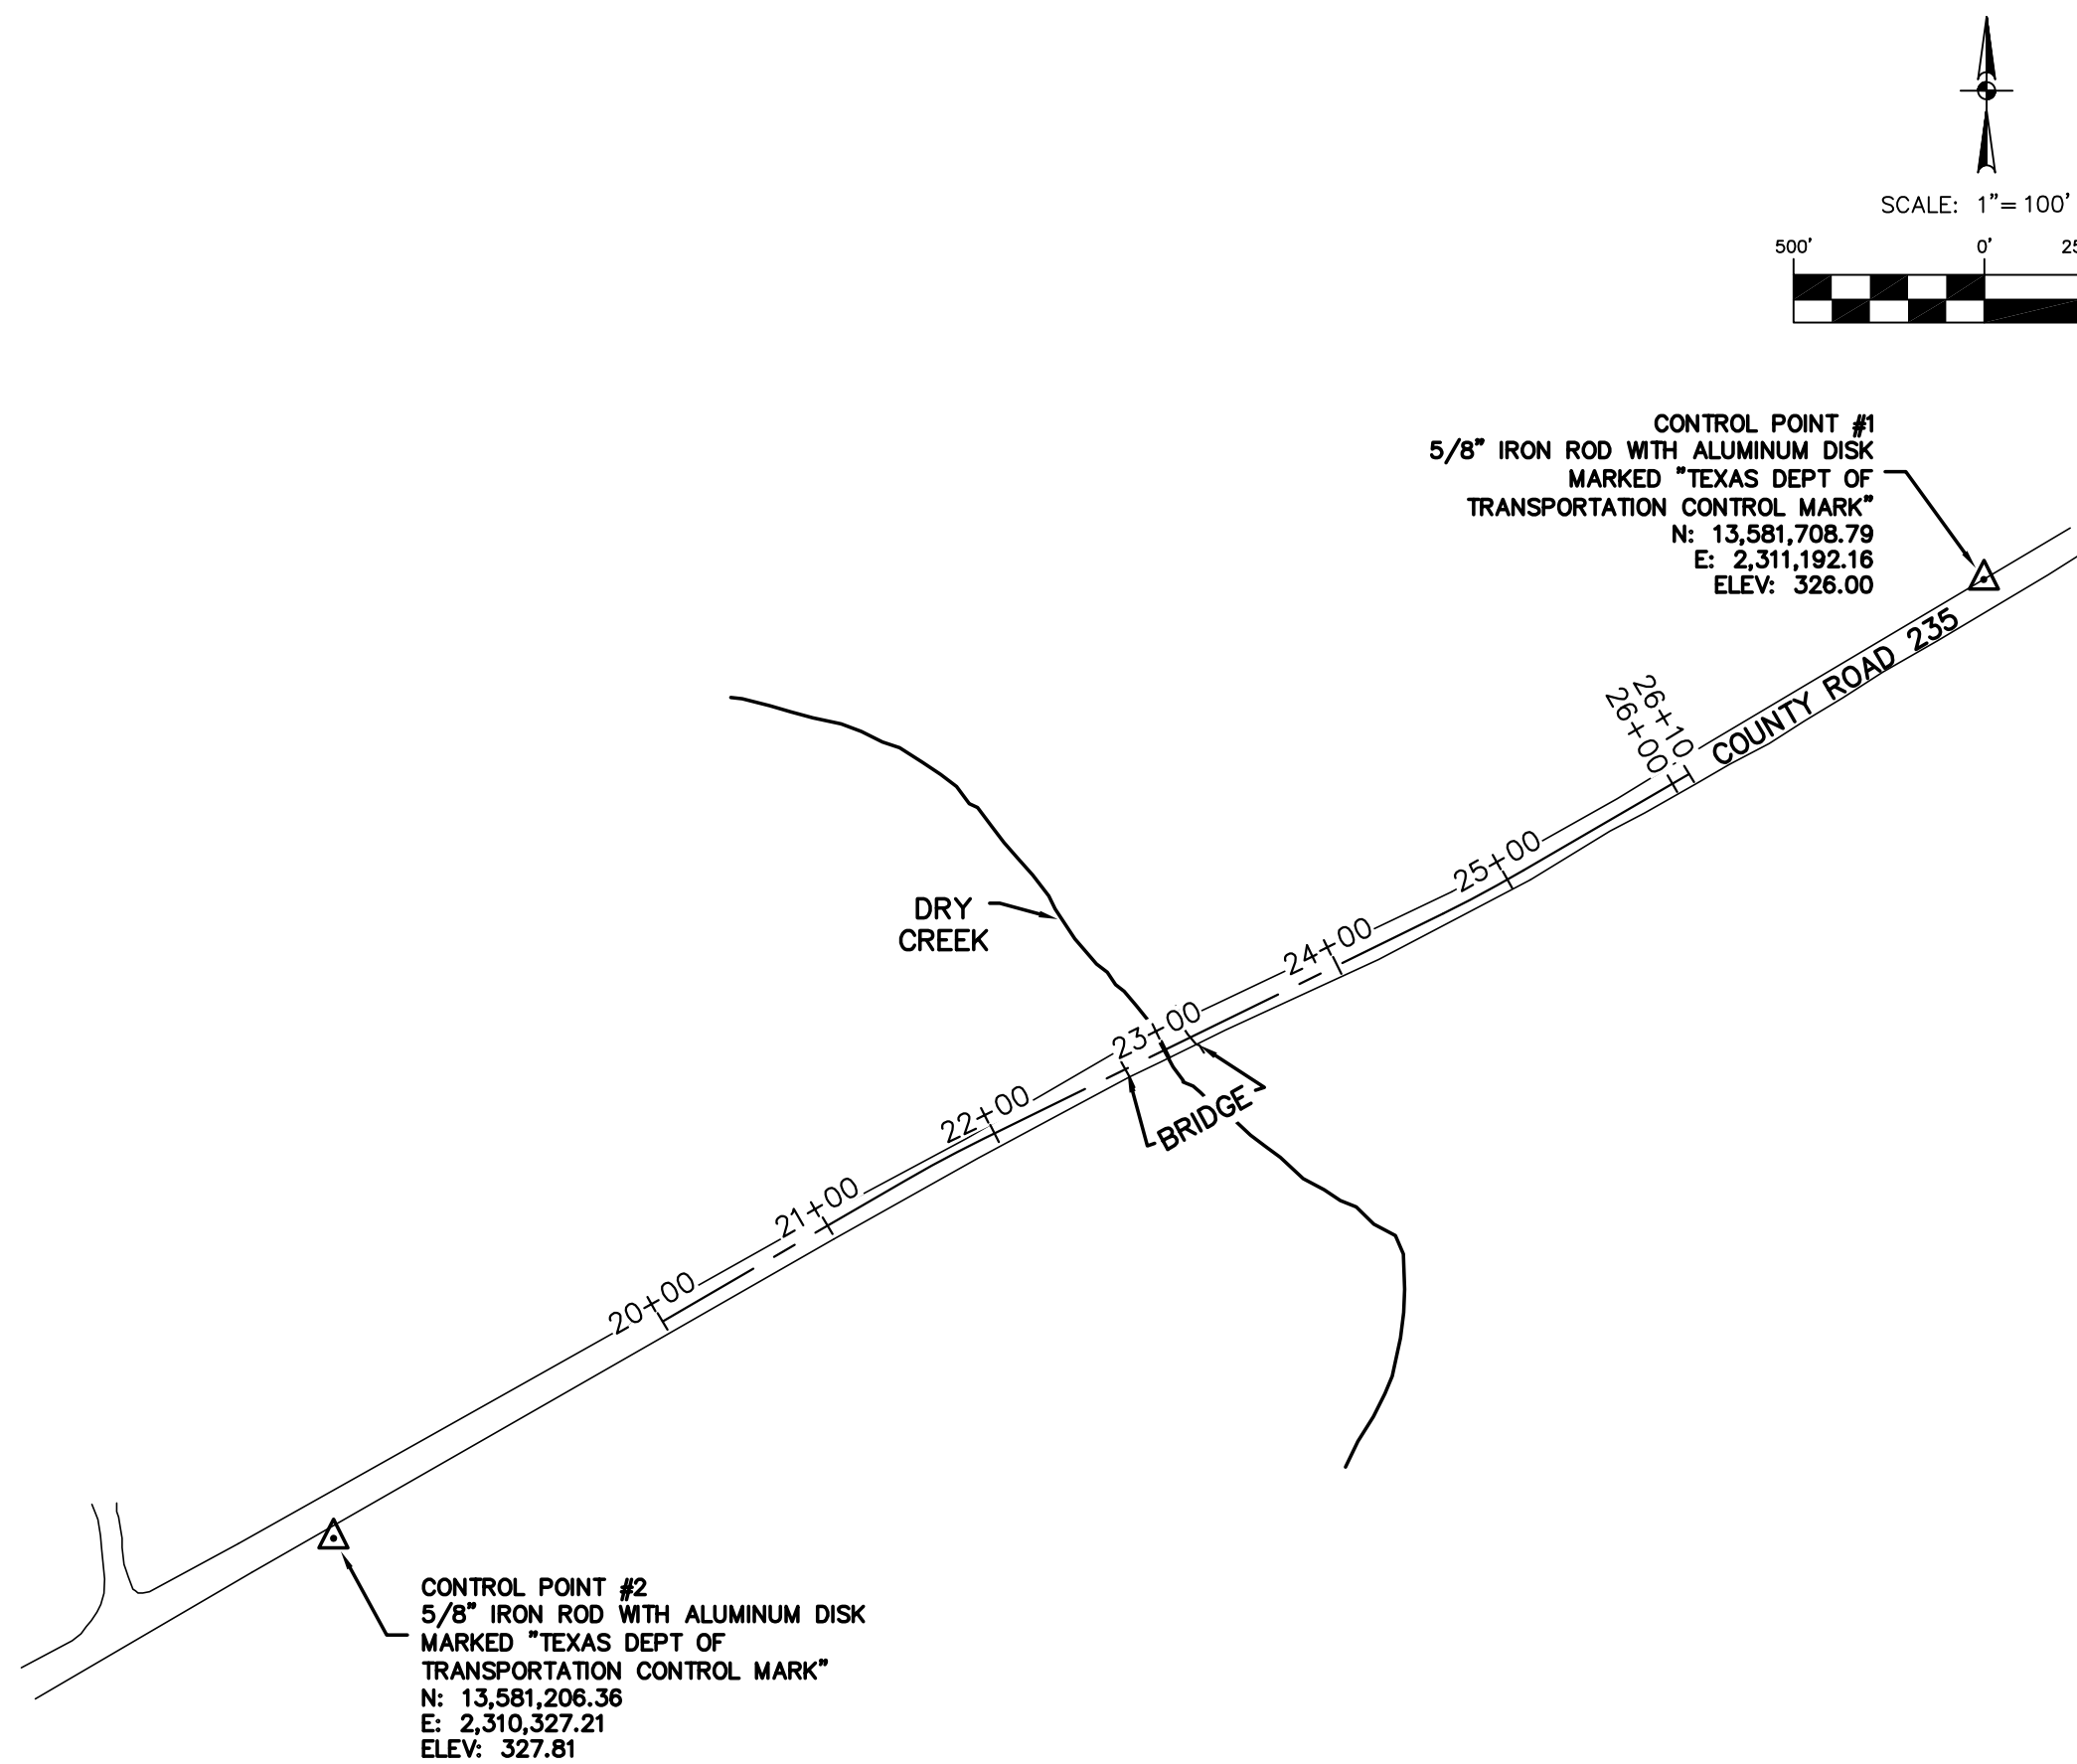 SCALE: 1"= 100'
500' 0' 25
CONTROL POINT #1
5/8" IRON ROD WITH ALUMINUM DISK
MARKED "TEXAS DEPT OF
TRANSPORTATION CONTROL MARK"
N: 13,581,708.79
E: 2,311,192.16
ELEV: 326.00
COUNTY ROAD 235
26+10
26+00
25+00
24+00
23+00
22+00
21+00
20+00
DRY
CREEK
BRIDGE
CONTROL POINT #2
5/8" IRON ROD WITH ALUMINUM DISK
MARKED "TEXAS DEPT OF
TRANSPORTATION CONTROL MARK"
N: 13,581,206.36
E: 2,310,327.21
ELEV: 327.81